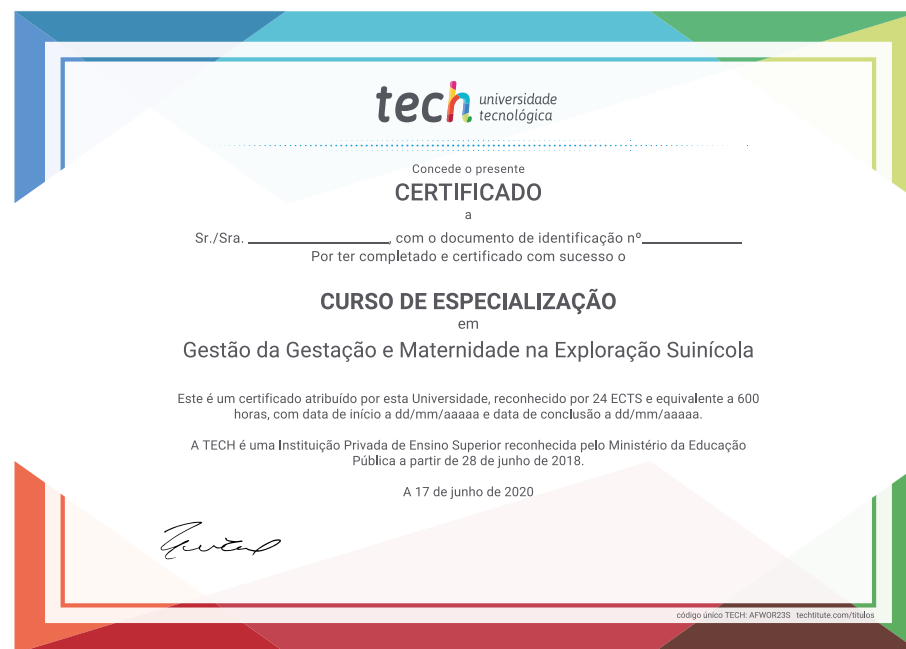 tech universidade
tecnológica
Concede o presente
CERTIFICADO
a
Sr./Sra. ________________, com o documento de identificação nº____________
Por ter completado e certificado com sucesso o
CURSO DE ESPECIALIZAÇÃO
em
Gestão da Gestação e Maternidade na Exploração Suinícola
Este é um certificado atribuído por esta Universidade, reconhecido por 24 ECTS e equivalente a 600
horas, com data de início a dd/mm/aaaaa e data de conclusão a dd/mm/aaaaa.
A TECH é uma Instituição Privada de Ensino Superior reconhecida pelo Ministério da Educação
Pública a partir de 28 de junho de 2018.
A 17 de junho de 2020
código único TECH: AFWOR23S techtitute.com/titulos